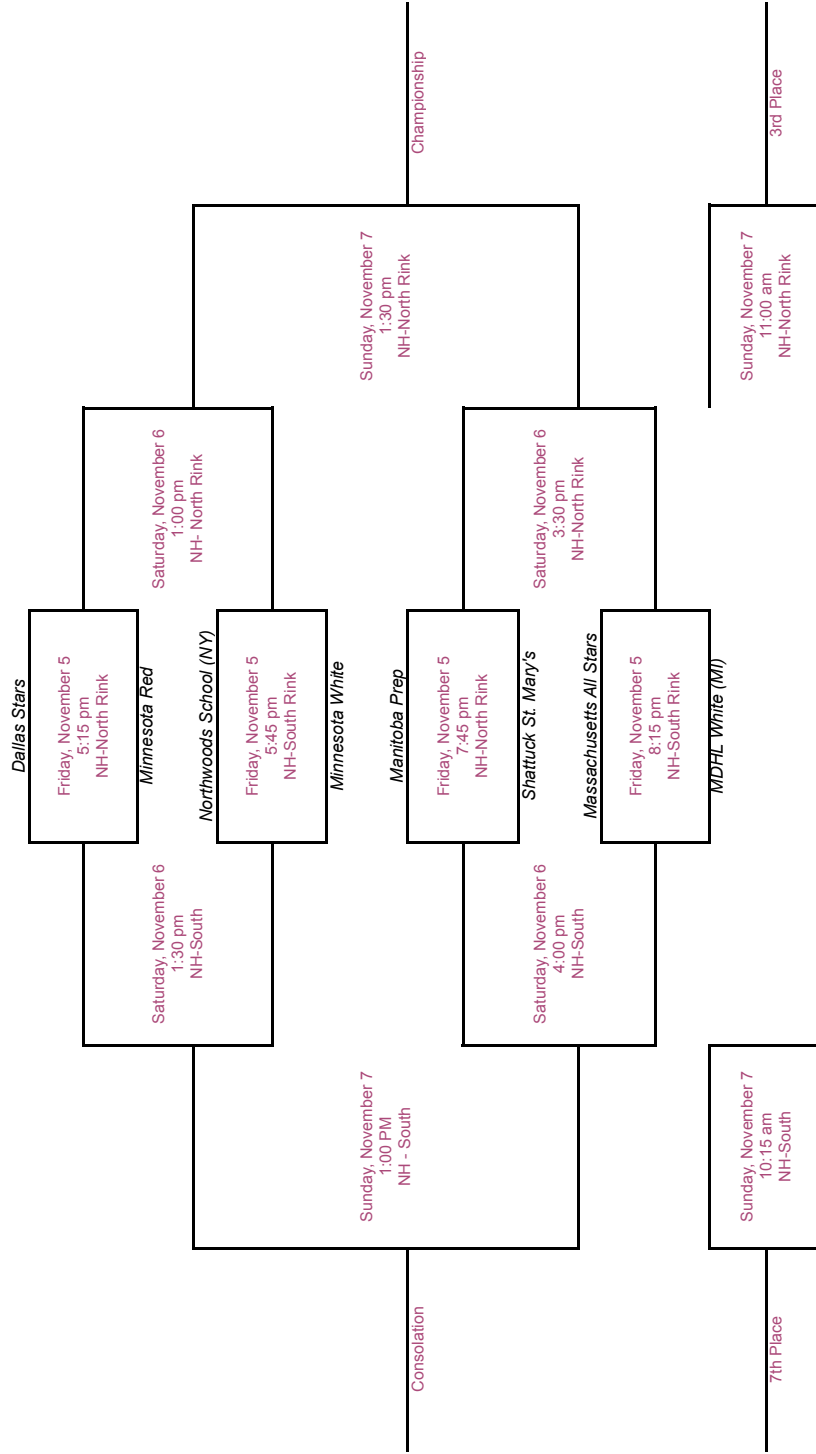 Dallas Stars
Friday, November 5
5:15 pm
NH-North Rink
Minnesota Red
Northwoods School (NY)
Friday, November 5
5:45 pm
NH-South Rink
Minnesota White
Manitoba Prep
Friday, November 5
7:45 pm
NH-North Rink
Shattuck St. Mary's
Massachusetts All Stars
Friday, November 5
8:15 pm
NH-South Rink
MDHL White (MI)
Saturday, November 6
1:00 pm
NH- North Rink
Saturday, November 6
3:30 pm
NH-North Rink
Sunday, November 7
1:30 pm
NH-North Rink
Championship
Sunday, November 7
11:00 am
NH-North Rink
3rd Place
Saturday, November 6
1:30 pm
NH-South
Saturday, November 6
4:00 pm
NH-South
Sunday, November 7
1:00 PM
NH - South
Consolation
Sunday, November 7
10:15 am
NH-South
7th Place